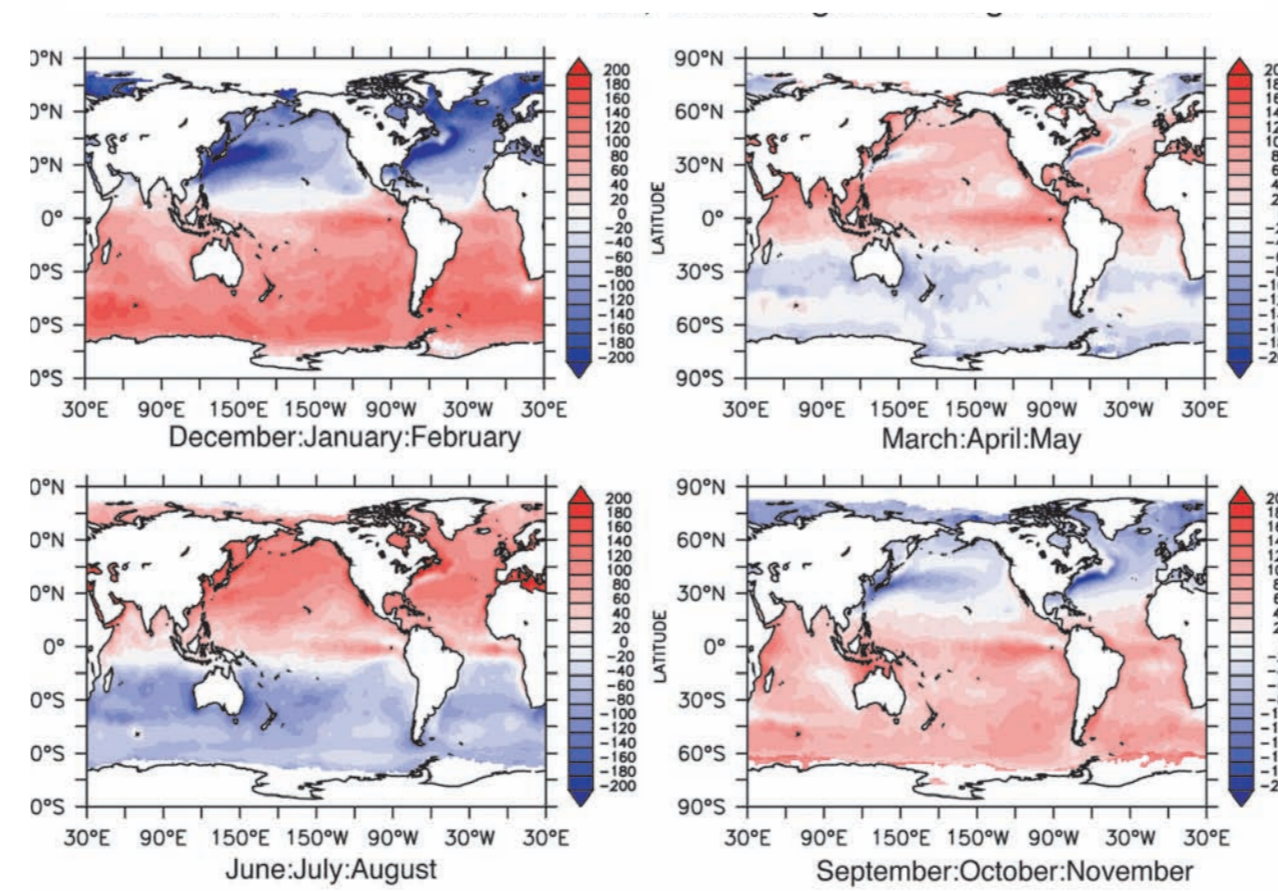 0°N
0°N
0°N
0°
0°S
0°S
0°S
30°E 90°E 150°E 150°W 90°W 30°W 30°E
200
180
160
140
120
100
80
60
40
20
0
-20
-40
-60
-80
-100
-120
-140
-160
-180
-200
December:January:February
LATITUDE
90°N
60°N
30°N
0°
30°S
60°S
90°S
30°E 90°E 150°E 150°W 90°W 30°W 30°E
March:April:May
0°N
0°N
0°N
0°
0°S
0°S
0°S
30°E 90°E 150°E 150°W 90°W 30°W 30°E
200
180
160
140
120
100
80
60
40
20
0
-20
-40
-60
-80
-100
-120
-140
-160
-180
-200
June:July:August
LATITUDE
90°N
60°N
30°N
0°
30°S
60°S
90°S
30°E 90°E 150°E 150°W 90°W 30°W 30°E
September:October:November